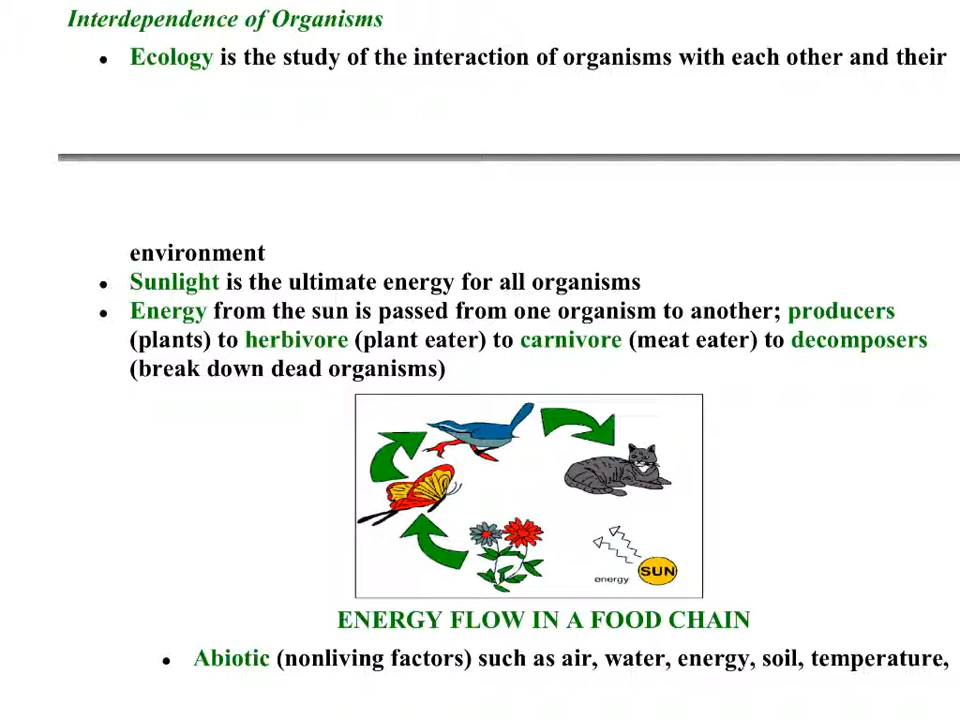 Interdependence of Organisms
• Ecology is the study of the interaction of organisms with each other and their
environment
• Sunlight is the ultimate energy for all organisms
• Energy from the sun is passed from one organism to another; producers
(plants) to herbivore (plant eater) to carnivore (meat eater) to decomposers
(break down dead organisms)
energy
SUN
ENERGY FLOW IN A FOOD CHAIN
• Abiotic (nonliving factors) such as air, water, energy, soil, temperature,